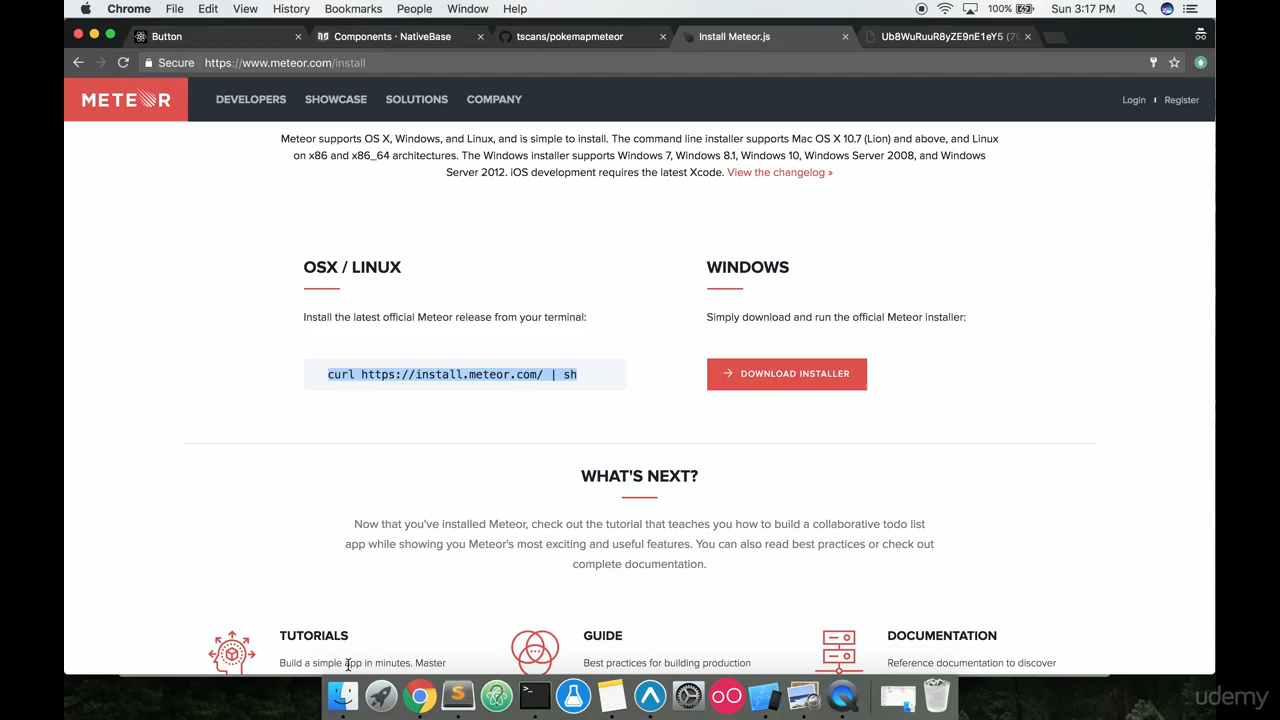 Chrome File Edit View History Bookmarks People Window Help 100% Sun 3:17 PM
Button Components - NativeBase tscans/pokemapmeteor Install Meteor.js Ub8WuRuuR8yZE9nE1eY5 (70
Secure https://www.meteor.com/install
METEOR DEVELOPERS SHOWCASE SOLUTIONS COMPANY Login Register
Meteor supports OS X, Windows, and Linux, and is simple to install. The command line installer supports Mac OS X 10.7 (Lion) and above, and Linux
on x86 and x86_64 architectures. The Windows installer supports Windows 7, Windows 8.1, Windows 10, Windows Server 2008, and Windows
Server 2012. iOS development requires the latest Xcode. View the changelog »
OSX / LINUX
Install the latest official Meteor release from your terminal:
curl https://install.meteor.com/ | sh
WINDOWS
Simply download and run the official Meteor installer:
DOWNLOAD INSTALLER
WHAT'S NEXT?
Now that you've installed Meteor, check out the tutorial that teaches you how to build a collaborative todo list
app while showing you Meteor's most exciting and useful features. You can also read best practices or check out
complete documentation.
TUTORIALS
Build a simple app in minutes. Master
GUIDE
Best practices for building production
DOCUMENTATION
Reference documentation to discover
udemy